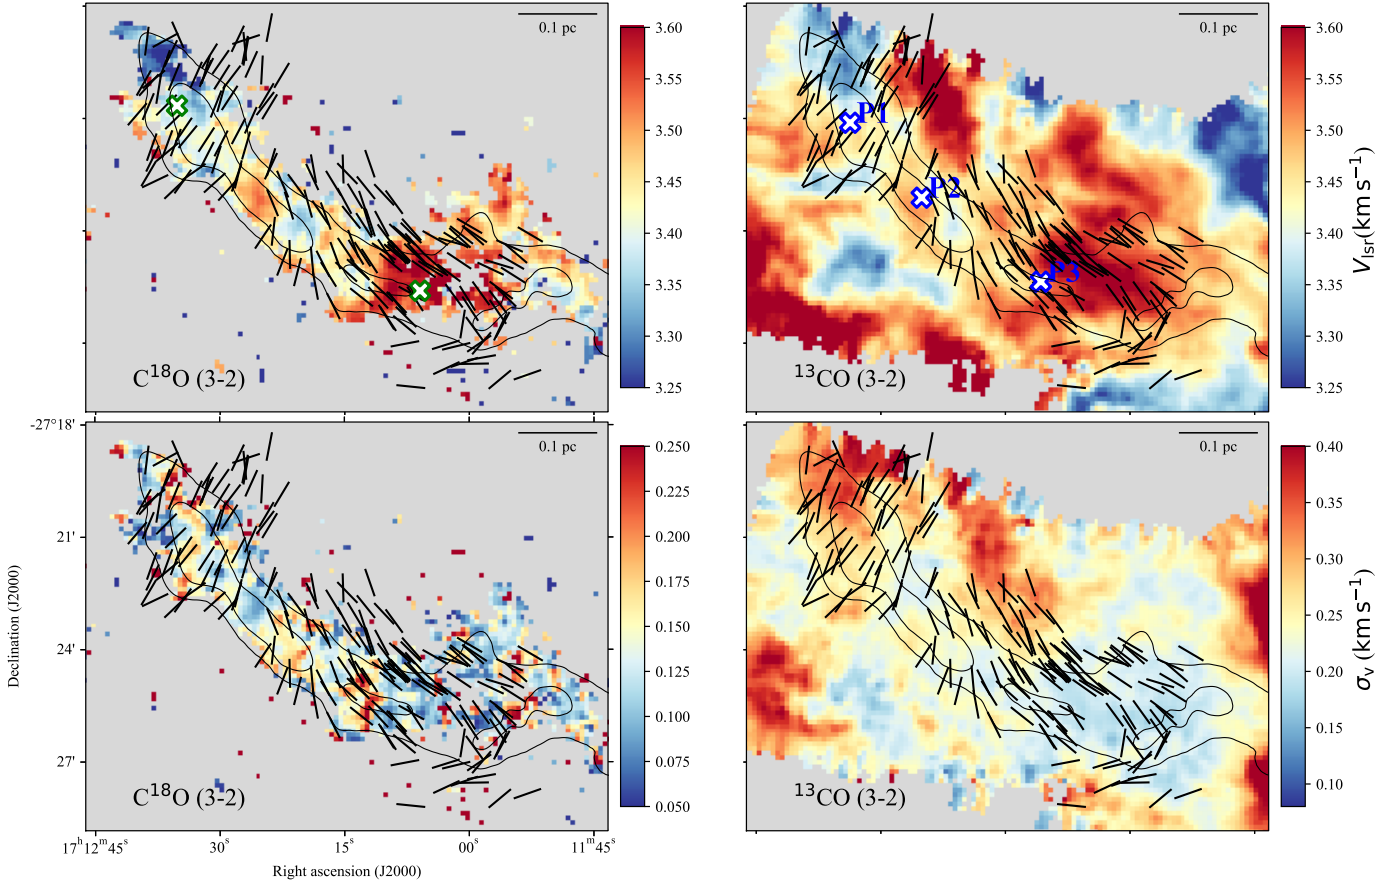 0.1 pc
C¹⁸O (3-2)
3.60
3.55
3.50
3.45
3.40
3.35
3.30
3.25
0.1 pc
P1
P2
P3
¹³CO (3-2)
3.60
3.55
3.50
3.45
3.40
3.35
3.30
3.25
V_lsr(km s⁻¹)
-27°18'
21'
24'
27'
Declination (J2000)
0.1 pc
C¹⁸O (3-2)
17ʰ12ᵐ45ˢ
30ˢ
15ˢ
00ˢ
11ᵐ45ˢ
Right ascension (J2000)
0.250
0.225
0.200
0.175
0.150
0.125
0.100
0.075
0.050
0.1 pc
¹³CO (3-2)
0.40
0.35
0.30
0.25
0.20
0.15
0.10
σ_v (km s⁻¹)